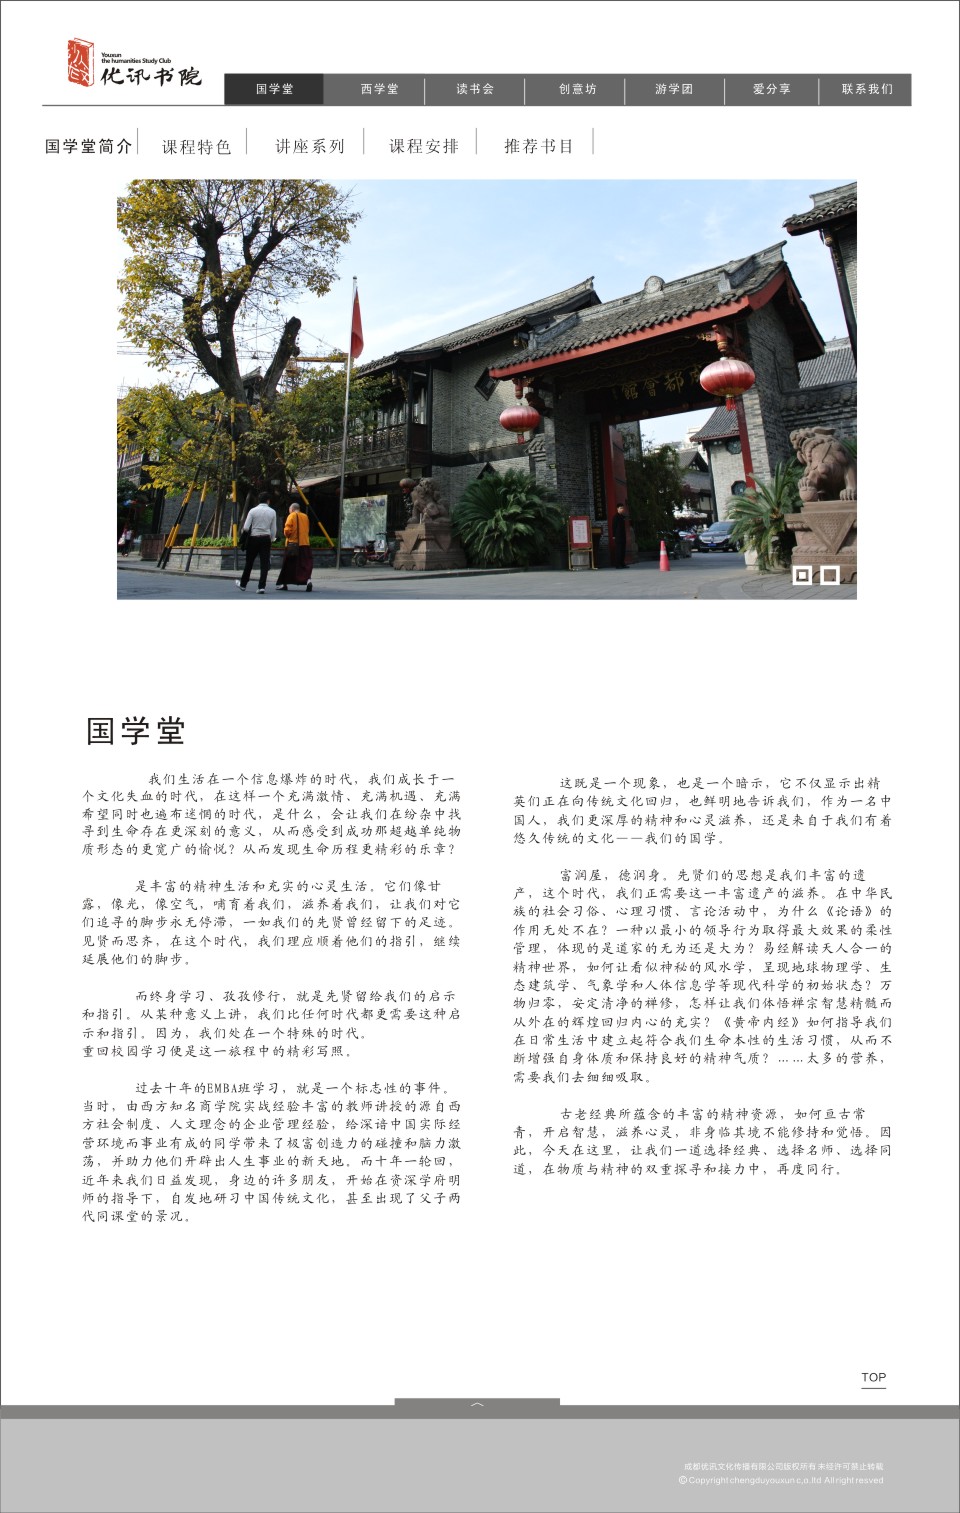 Youxun
the humanities Study Club
优讯书院
国学堂
西学堂
读书会
创意坊
游学团
爱分享
联系我们
国学堂简介
课程特色
讲座系列
课程安排
推荐书目
成都會館
国学堂
我们生活在一个信息爆炸的时代，我们成长于一
个文化失血的时代，在这样一个充满激情、充满机遇、充满
希望同时也遍布迷惘的时代，是什么，会让我们在纷杂中找
寻到生命存在更深刻的意义，从而感受到成功那超越单纯物
质形态的更宽广的愉悦？从而发现生命历程更精彩的乐章？
是丰富的精神生活和充实的心灵生活。它们像甘
露，像光，像空气，哺育着我们，滋养着我们，让我们对它
们追寻的脚步永无停滞，一如我们的先贤曾经留下的足迹。
见贤而思齐，在这个时代，我们理应顺着他们的指引，继续
延展他们的脚步。
而终身学习、孜孜修行，就是先贤留给我们的启示
和指引。从某种意义上讲，我们比任何时代都更需要这种启
示和指引。因为，我们处在一个特殊的时代。
重回校园学习便是这一旅程中的精彩写照。
过去十年的EMBA班学习，就是一个标志性的事件。
当时，由西方知名商学院实战经验丰富的教师讲授的源自西
方社会制度、人文理念的企业管理经验，给深谙中国实际经
营环境而事业有成的同学带来了极富创造力的碰撞和脑力激
荡，并助力他们开辟出人生事业的新天地。而十年一轮回，
近年来我们日益发现，身边的许多朋友，开始在资深学府明
师的指导下，自发地研习中国传统文化，甚至出现了父子两
代同课堂的景况。
这既是一个现象，也是一个暗示，它不仅显示出精
英们正在向传统文化回归，也鲜明地告诉我们，作为一名中
国人，我们更深厚的精神和心灵滋养，还是来自于我们有着
悠久传统的文化——我们的国学。
富润屋，德润身。先贤们的思想是我们丰富的遗
产，这个时代，我们正需要这一丰富遗产的滋养。在中华民
族的社会习俗、心理习惯、言论活动中，为什么《论语》的
作用无处不在？一种以最小的领导行为取得最大效果的柔性
管理，体现的是道家的无为还是大为？易经解读天人合一的
精神世界，如何让看似神秘的风水学，呈现地球物理学、生
态建筑学、气象学和人体信息学等现代科学的初始状态？万
物归零，安定清净的禅修，怎样让我们体悟禅宗智慧精髓而
从外在的辉煌回归内心的充实？《黄帝内经》如何指导我们
在日常生活中建立起符合我们生命本性的生活习惯，从而不
断增强自身体质和保持良好的精神气质？……太多的营养，
需要我们去细细吸取。
古老经典所蕴含的丰富的精神资源，如何亘古常
青，开启智慧，滋养心灵，非身临其境不能修持和觉悟。因
此，今天在这里，让我们一道选择经典、选择名师、选择同
道，在物质与精神的双重探寻和接力中，再度同行。
TOP
成都优讯文化传播有限公司版权所有 未经许可禁止转载
©Copyright chengduyouxun c,o.ltd All right resved